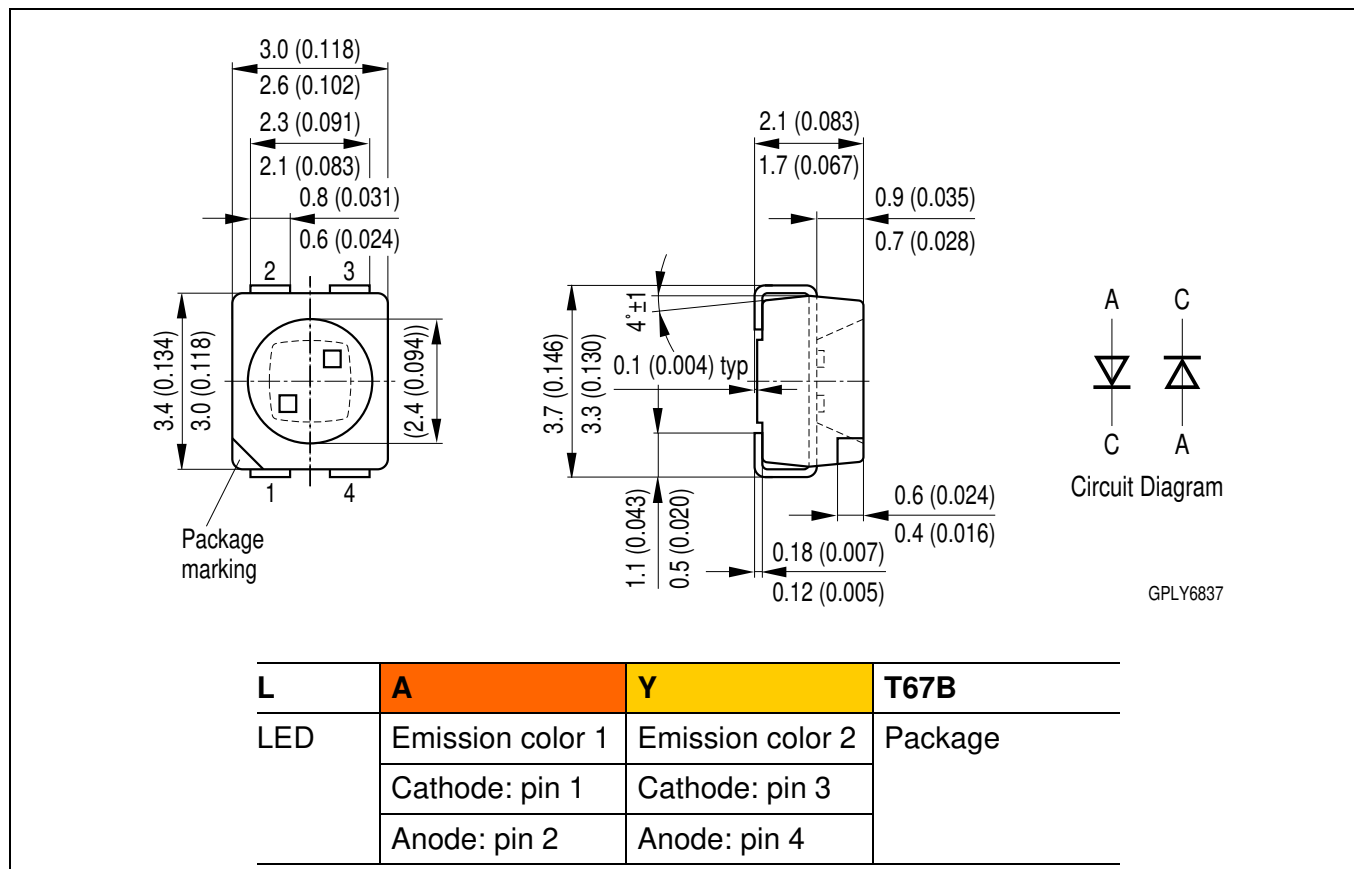 3.0 (0.118)
2.6 (0.102)
2.3 (0.091)
2.1 (0.083)
0.8 (0.031)
0.6 (0.024)
2 3
3.4 (0.134)
3.0 (0.118)
(2.4 (0.094))
1 4
Package
marking
2.1 (0.083)
1.7 (0.067)
0.9 (0.035)
0.7 (0.028)
4˚±1
0.1 (0.004) typ
3.7 (0.146)
3.3 (0.130)
1.1 (0.043)
0.5 (0.020)
0.6 (0.024)
0.4 (0.016)
0.18 (0.007)
0.12 (0.005)
A C
C A
Circuit Diagram
GPLY6837
L A Y T67B
LED Emission color 1 Emission color 2 Package
Cathode: pin 1 Cathode: pin 3
Anode: pin 2 Anode: pin 4